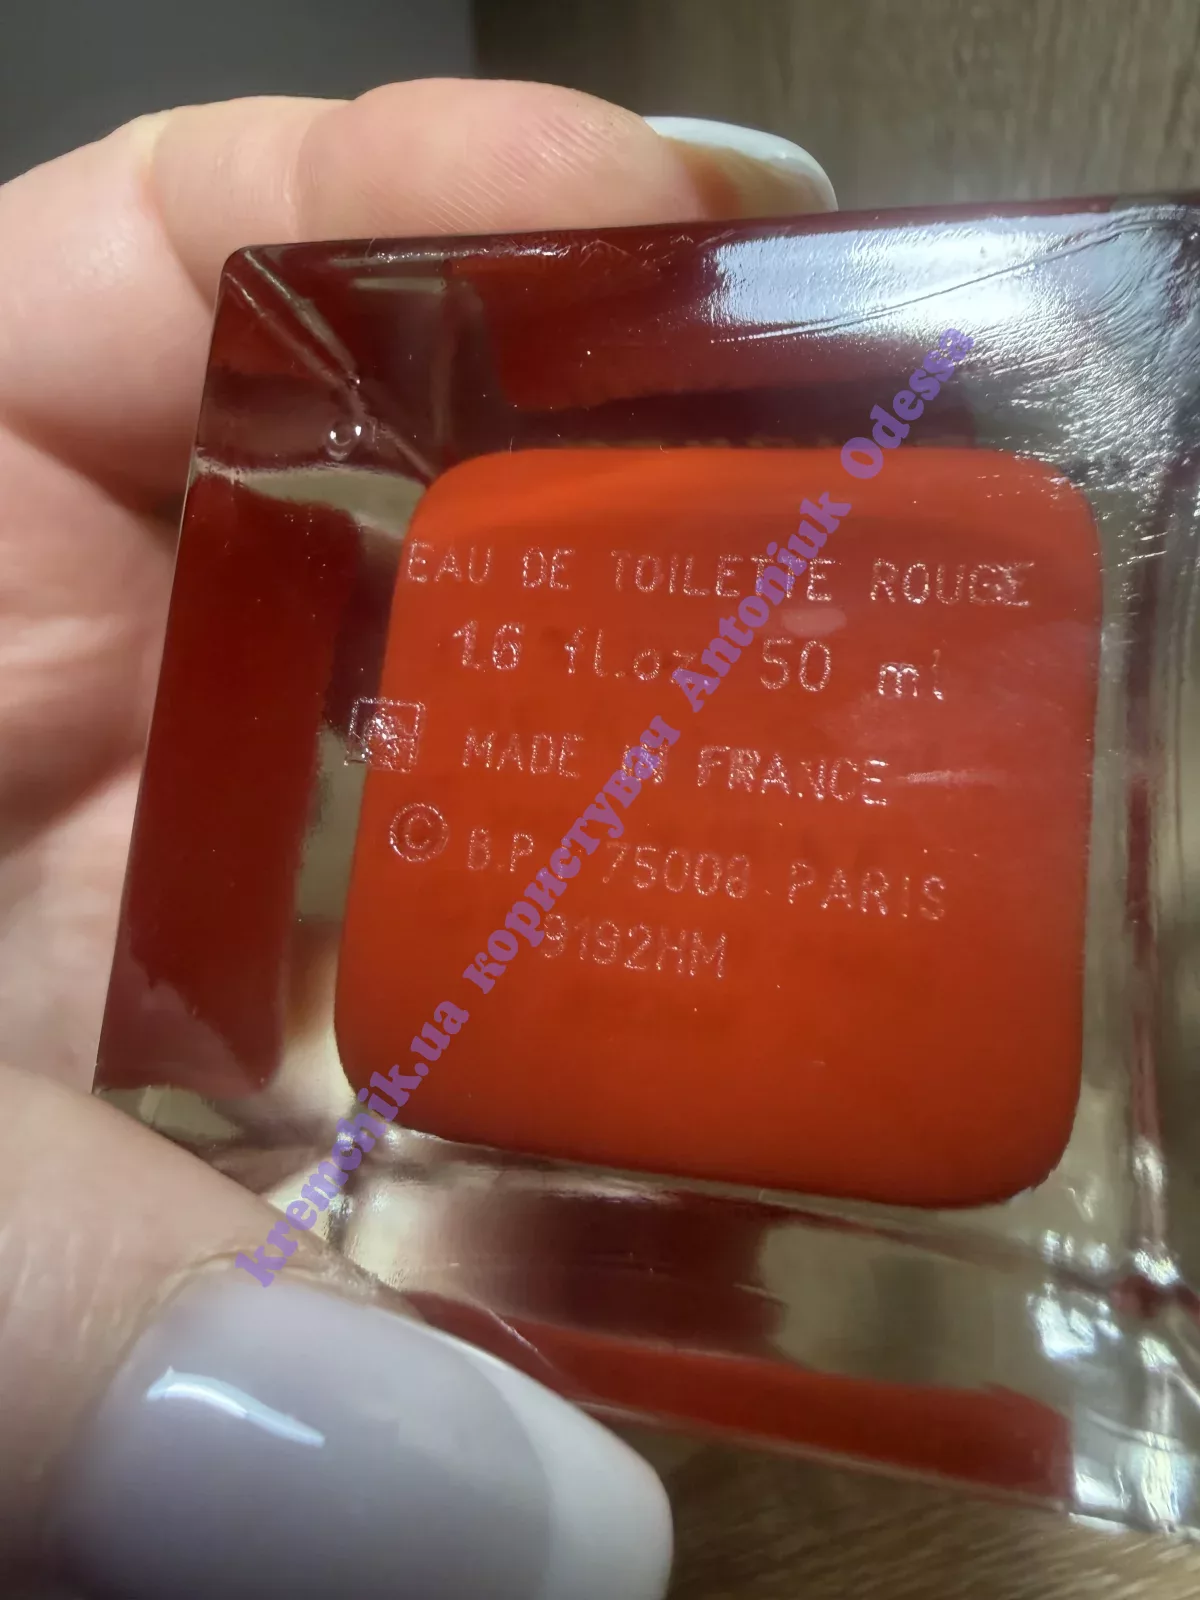 EAU DE TOILETTE ROUGE
1.6 fl.oz. 50 ml
MADE IN FRANCE
© B.P. 75008 PARIS
9192HM
kremchik.ua користувач Antoniuk Odessa